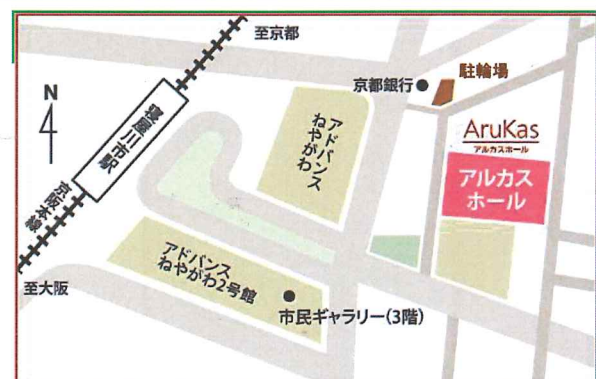 至京都
京都銀行
駐輪場
N
寝屋川市駅
アドバンス
ねやがわ
AruKas
アルカスホール
アルカス
ホール
京阪本線
アドバンス
ねやがわ2号館
至大阪
市民ギャラリー(3階)